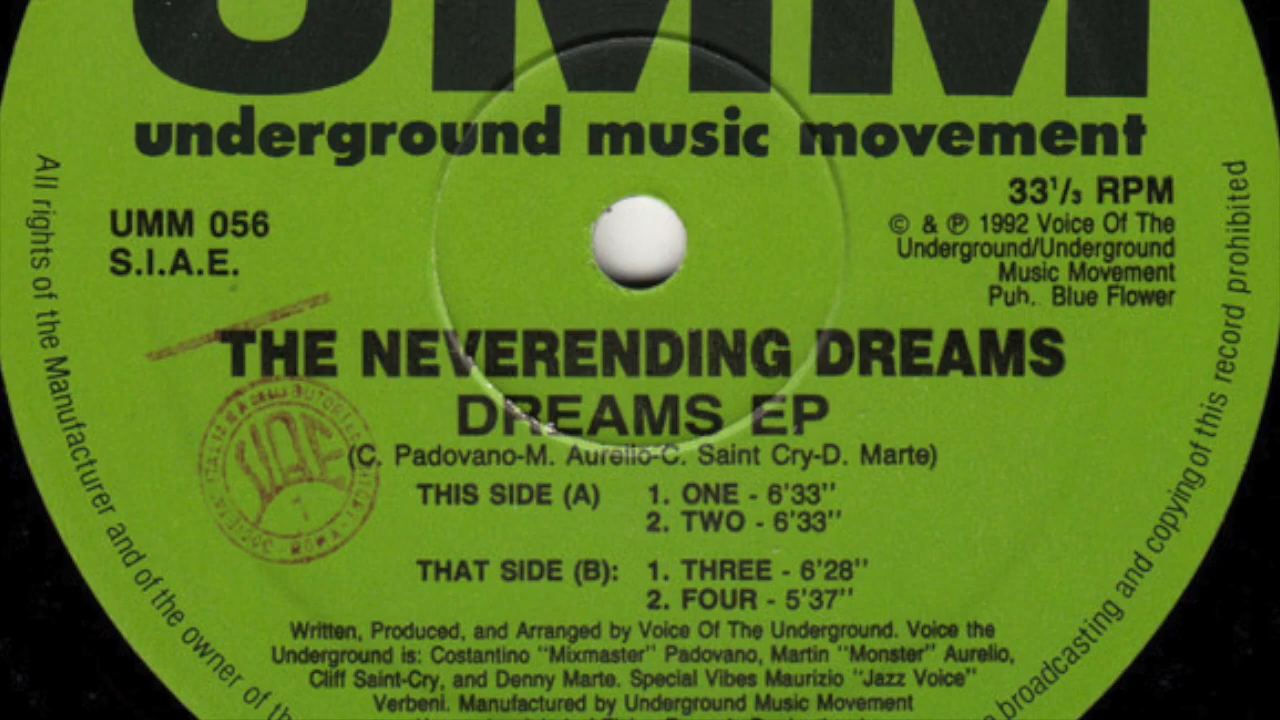 UMM
underground music movement
33¹/₃ RPM
UMM 056
S.I.A.E.
© & ℗ 1992 Voice Of The
Underground/Underground
Music Movement
Pub. Blue Flower
THE NEVERENDING DREAMS
DREAMS EP
(C. Padovano-M. Aurelio-C. Saint Cry-D. Marte)
THIS SIDE (A) 1. ONE - 6'33''
2. TWO - 6'33''
THAT SIDE (B): 1. THREE - 6'28''
2. FOUR - 5'37''
Written, Produced, and Arranged by Voice Of The Underground. Voice the
Underground is: Costantino ''Mixmaster'' Padovano, Martin ''Monster'' Aurelio,
Cliff Saint-Cry, and Denny Marte. Special Vibes Maurizio ''Jazz Voice''
Verbeni. Manufactured by Underground Music Movement
All rights of the Manufacturer and of the owner of
broadcasting and copying of this record prohibited
SIAE
ROMA